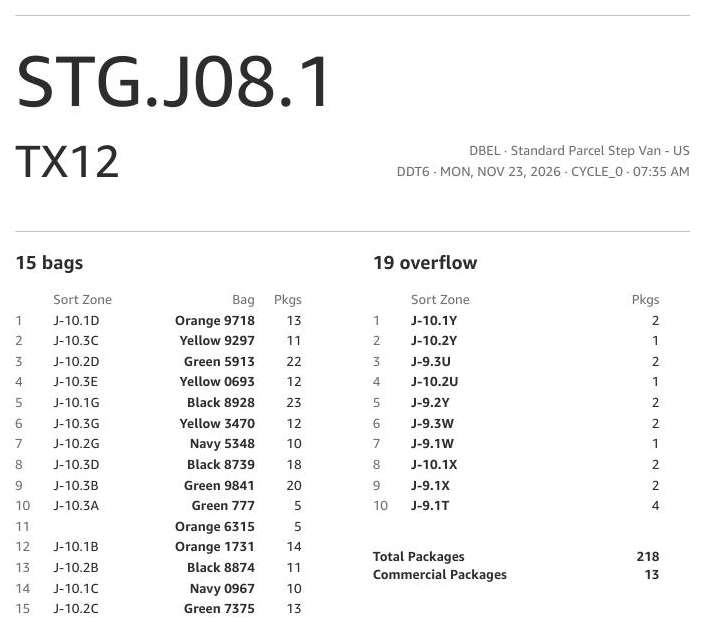 STG.J08.1
TX12
DBEL · Standard Parcel Step Van - US
DDT6 · MON, NOV 23, 2026 · CYCLE_0 · 07:35 AM
15 bags
Sort Zone Bag Pkgs
1 J-10.1D Orange 9718 13
2 J-10.3C Yellow 9297 11
3 J-10.2D Green 5913 22
4 J-10.3E Yellow 0693 12
5 J-10.1G Black 8928 23
6 J-10.3G Yellow 3470 12
7 J-10.2G Navy 5348 10
8 J-10.3D Black 8739 18
9 J-10.3B Green 9841 20
10 J-10.3A Green 777 5
11 Orange 6315 5
12 J-10.1B Orange 1731 14
13 J-10.2B Black 8874 11
14 J-10.1C Navy 0967 10
15 J-10.2C Green 7375 13
19 overflow
Sort Zone Pkgs
1 J-10.1Y 2
2 J-10.2Y 1
3 J-9.3U 2
4 J-10.2U 1
5 J-9.2Y 2
6 J-9.3W 2
7 J-9.1W 1
8 J-10.1X 2
9 J-9.1X 2
10 J-9.1T 4
Total Packages 218
Commercial Packages 13